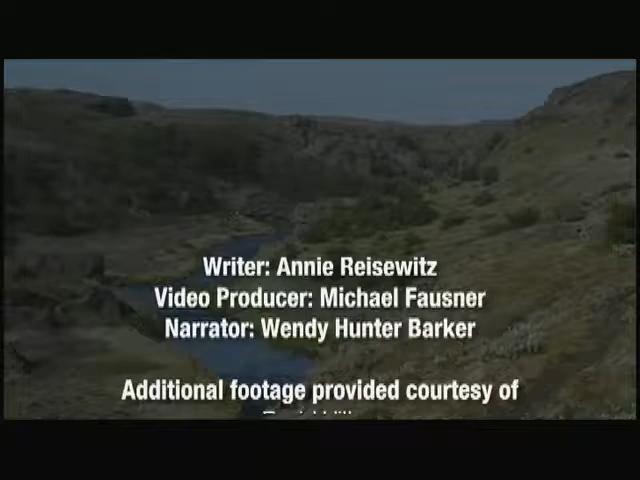 Writer: Annie Reisewitz
Video Producer: Michael Fausner
Narrator: Wendy Hunter Barker
Additional footage provided courtesy of